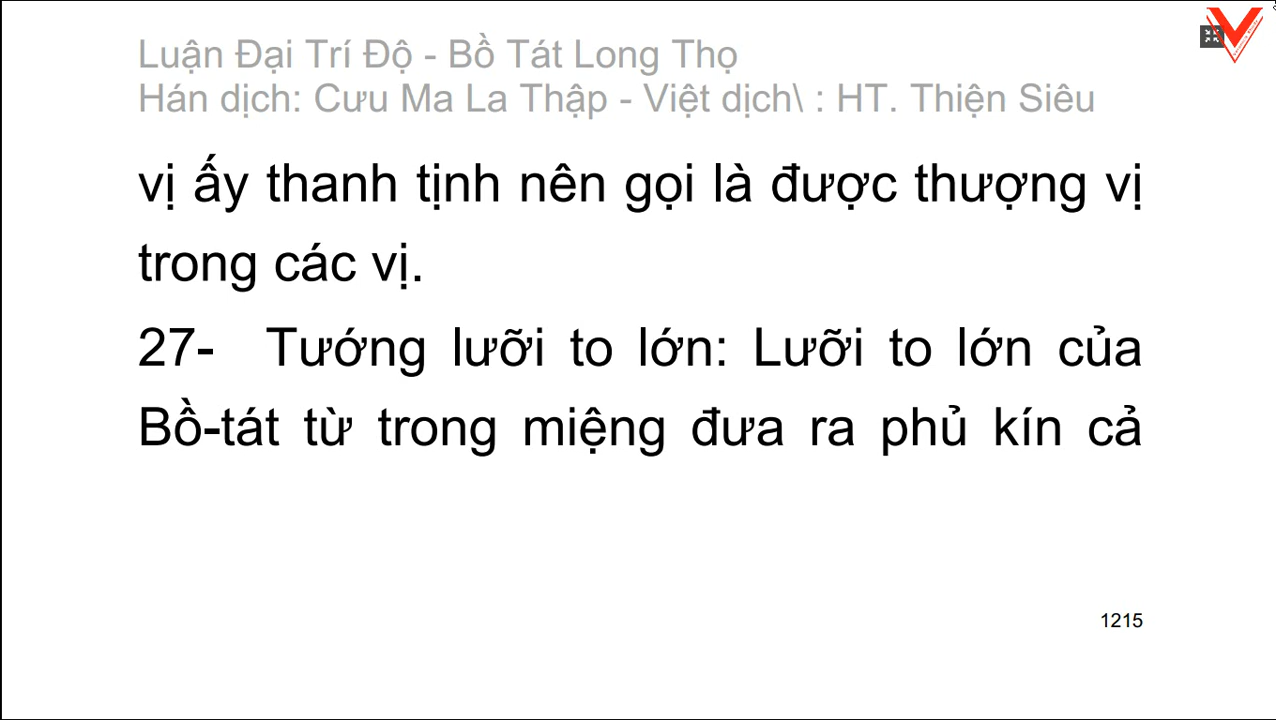 Luận Đại Trí Độ - Bồ Tát Long Thọ
Hán dịch: Cưu Ma La Thập - Việt dịch\ : HT. Thiện Siêu
vị ấy thanh tịnh nên gọi là được thượng vị
trong các vị.
27- Tướng lưỡi to lớn: Lưỡi to lớn của
Bồ-tát từ trong miệng đưa ra phủ kín cả
1215